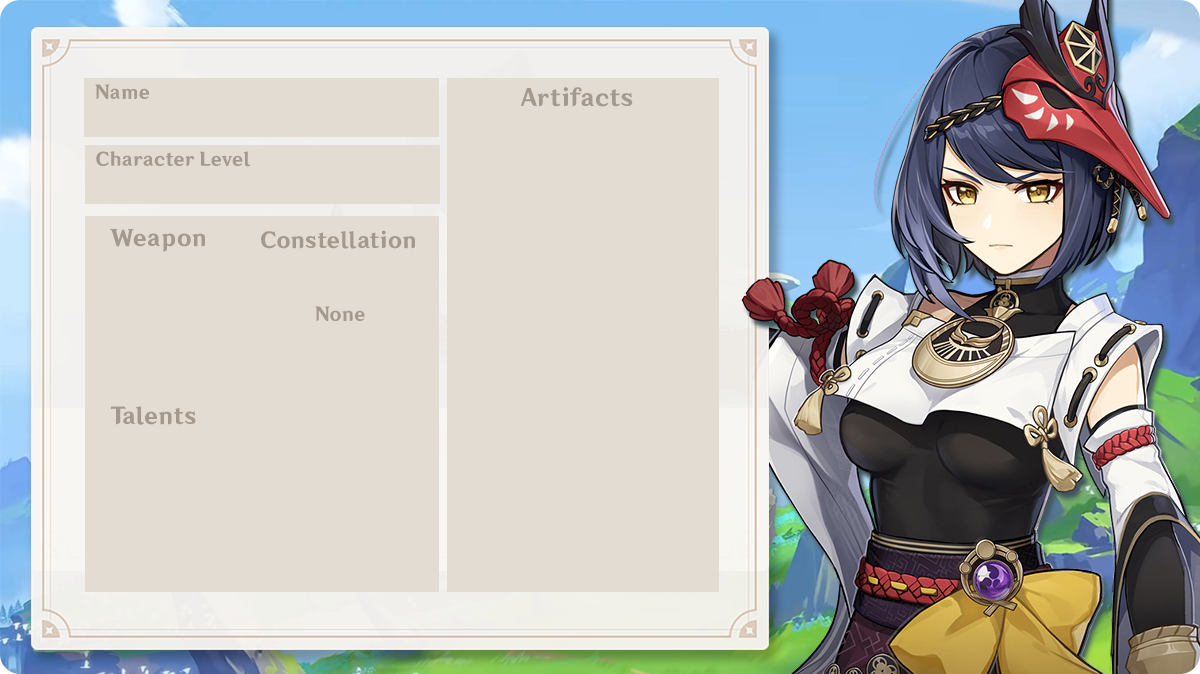 Name
Character Level
Weapon
Constellation
None
Talents
Artifacts